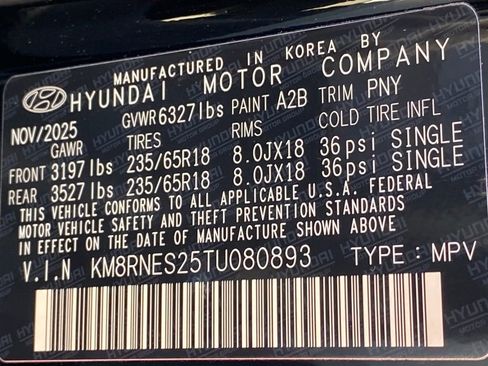 MANUFACTURED IN KOREA BY
HYUNDAI MOTOR COMPANY
NOV/2025 GVWR 6327 lbs PAINT A2B TRIM PNY
GAWR TIRES RIMS COLD TIRE INFL
FRONT 3197 lbs 235/65R18 8.0JX18 36 psi SINGLE
REAR 3527 lbs 235/65R18 8.0JX18 36 psi SINGLE
THIS VEHICLE CONFORMS TO ALL APPLICABLE U.S.A. FEDERAL
MOTOR VEHICLE SAFETY AND THEFT PREVENTION STANDARDS
IN EFFECT ON THE DATE OF MANUFACTURE SHOWN ABOVE.
V.I.N KM8RNES25TU080893 TYPE : MPV